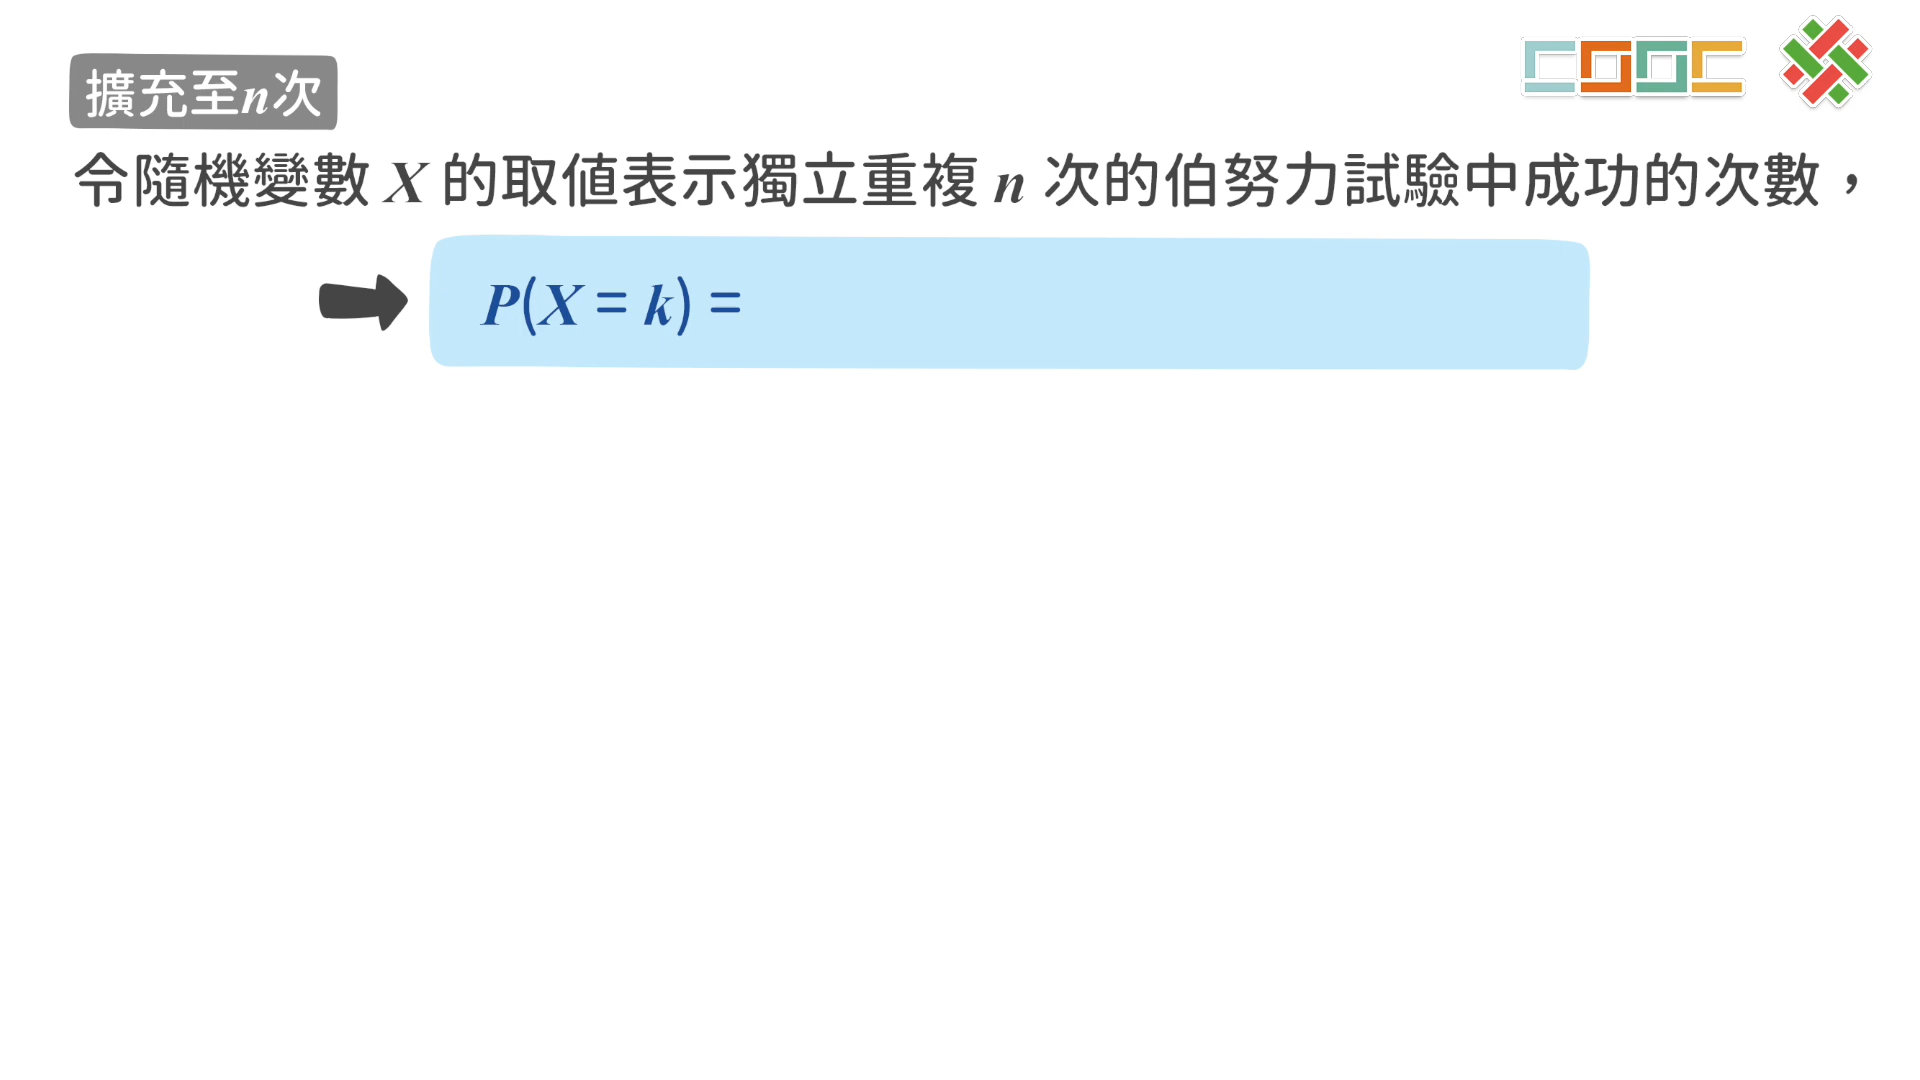 擴充至n次
令隨機變數 X 的取值表示獨立重複 n 次的伯努力試驗中成功的次數，
P(X = k) =